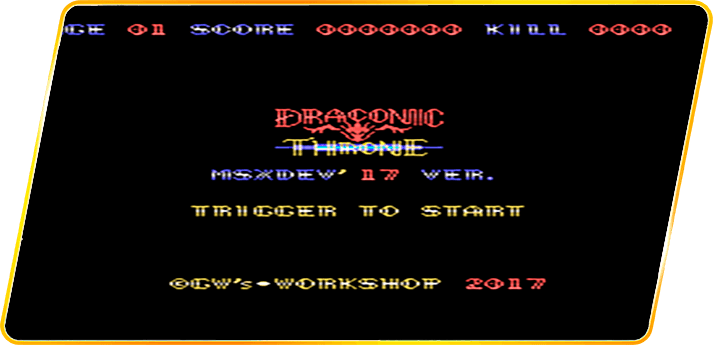 GE 01 SCORE 0000000 KILL 0000
DRACONIC
THRONE
MSXDEV'17 VER.
TRIGGER TO START
©GW's•WORKSHOP 2017